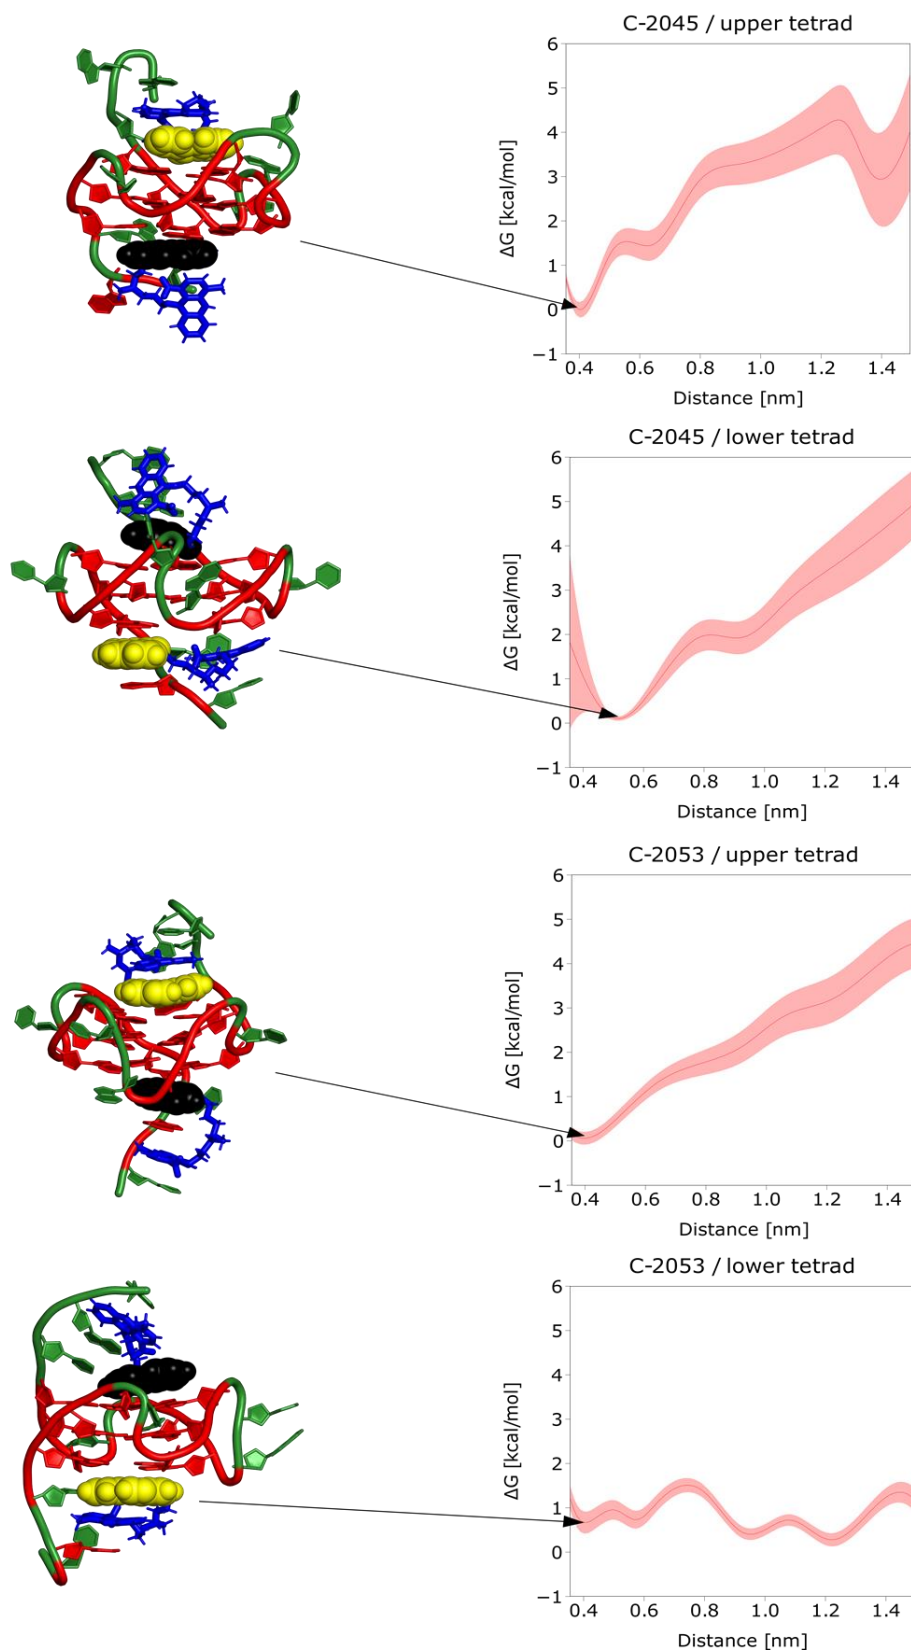 C-2045 / upper tetrad
6
5
4
3
2
1
0
−1
ΔG [kcal/mol]
0.4 0.6 0.8 1.0 1.2 1.4
Distance [nm]
C-2045 / lower tetrad
6
5
4
3
2
1
0
−1
ΔG [kcal/mol]
0.4 0.6 0.8 1.0 1.2 1.4
Distance [nm]
C-2053 / upper tetrad
6
5
4
3
2
1
0
−1
ΔG [kcal/mol]
0.4 0.6 0.8 1.0 1.2 1.4
Distance [nm]
C-2053 / lower tetrad
6
5
4
3
2
1
0
−1
ΔG [kcal/mol]
0.4 0.6 0.8 1.0 1.2 1.4
Distance [nm]